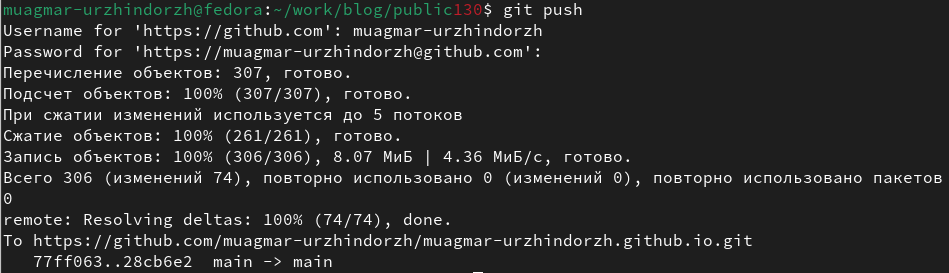 muagmar-urzhindorzh@fedora:~/work/blog/public130$ git push
Username for 'https://github.com': muagmar-urzhindorzh
Password for 'https://muagmar-urzhindorzh@github.com':
Перечисление объектов: 307, готово.
Подсчет объектов: 100% (307/307), готово.
При сжатии изменений используется до 5 потоков
Сжатие объектов: 100% (261/261), готово.
Запись объектов: 100% (306/306), 8.07 МиБ | 4.36 МиБ/с, готово.
Всего 306 (изменений 74), повторно использовано 0 (изменений 0), повторно использовано пакетов
0
remote: Resolving deltas: 100% (74/74), done.
To https://github.com/muagmar-urzhindorzh/muagmar-urzhindorzh.github.io.git
   77ff063..28cb6e2  main -> main